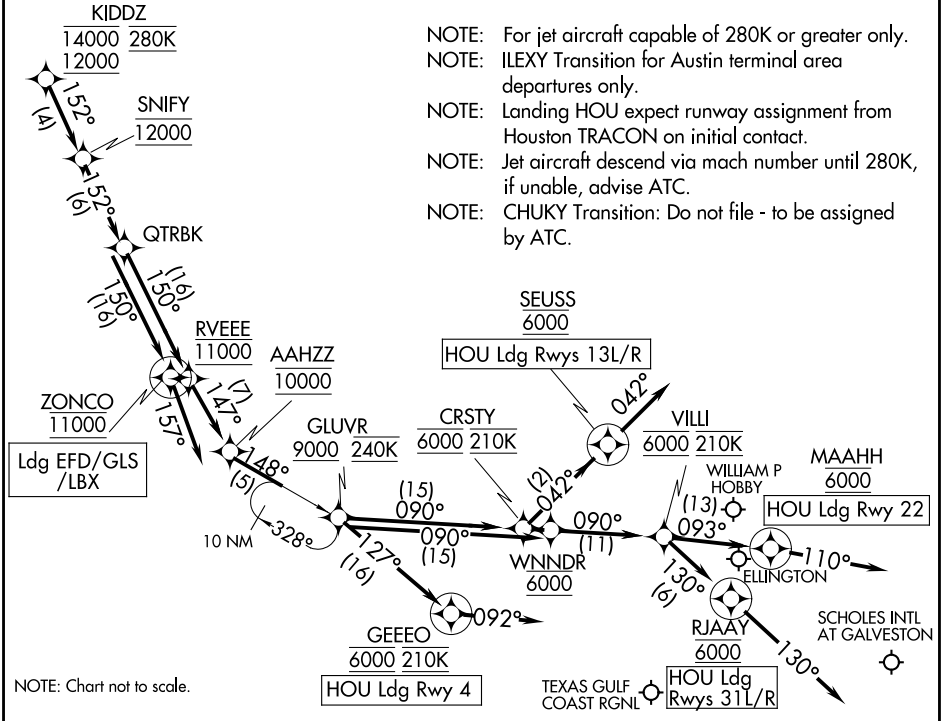 KIDDZ
14000 280K
12000
152°
(4)
SNIFY
12000
152°
(6)
QTRBK
(16)
150°
150°
(16)
RVEEE
11000
ZONCO
11000
157°
Ldg EFD/GLS
/LBX
(7)
147°
AAHZZ
10000
148°
(5)
10 NM
328°
GLUVR
9000 240K
(15)
090°
090°
(15)
127°
(16)
GEEEO
6000 210K
HOU Ldg Rwy 4
092°
CRSTY
6000 210K
(2)
042°
SEUSS
6000
HOU Ldg Rwys 13L/R
042°
WNNDR
6000
090°
(11)
VILLI
6000 210K
WILLIAM P
HOBBY
(13)
093°
MAAHH
6000
HOU Ldg Rwy 22
110°
ELLINGTON
130°
(6)
RJAAY
6000
HOU Ldg
Rwys 31L/R
130°
SCHOLES INTL
AT GALVESTON
TEXAS GULF
COAST RGNL
NOTE: For jet aircraft capable of 280K or greater only.
NOTE: ILEXY Transition for Austin terminal area
departures only.
NOTE: Landing HOU expect runway assignment from
Houston TRACON on initial contact.
NOTE: Jet aircraft descend via mach number until 280K,
if unable, advise ATC.
NOTE: CHUKY Transition: Do not file - to be assigned
by ATC.
NOTE: Chart not to scale.